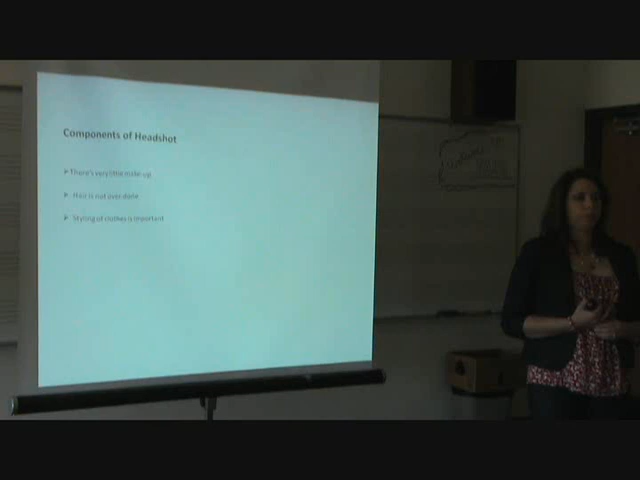 Components of Headshot
There's very little make-up
Hair is not over done
Styling of clothes is important